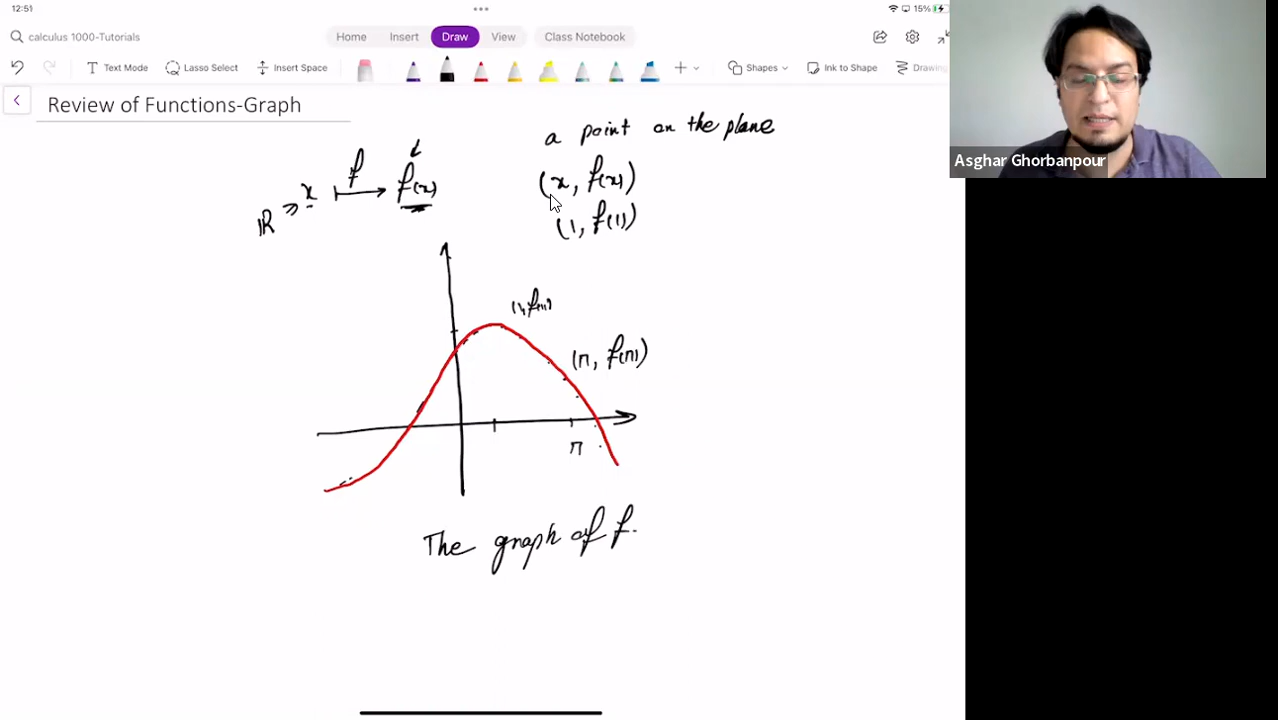 12:51
15%
calculus 1000-Tutorials
Home Insert Draw View Class Notebook
Text Mode Lasso Select Insert Space Shapes Ink to Shape Drawing
Review of Functions-Graph
a point on the plane
ℝ ∋ x ↦ f(x)
f
(x, f(x))
(1, f(1))
(1, f(1))
(π, f(π))
π
The graph of f.
Asghar Ghorbanpour